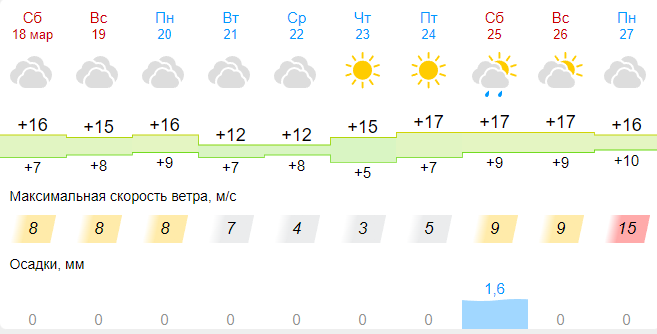 Сб Вс Пн Вт Ср Чт Пт Сб Вс Пн
18 мар 19 20 21 22 23 24 25 26 27
+16 +15 +16 +12 +12 +15 +17 +17 +17 +16
+7 +8 +9 +7 +8 +5 +7 +9 +9 +10
Максимальная скорость ветра, м/с
8 8 8 7 4 3 5 9 9 15
Осадки, мм
1,6
0 0 0 0 0 0 0 0 0